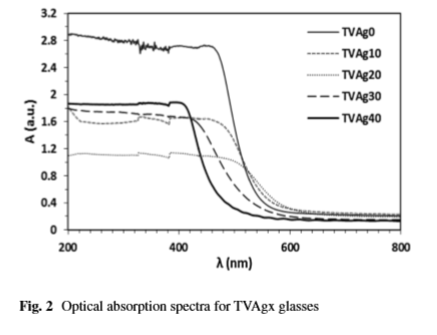 3.2
2.8
2.4
2
1.6
1.2
0.8
0.4
0
A (a.u.)
TVAg0
TVAg10
TVAg20
TVAg30
TVAg40
200 400 600 800
λ (nm)
Fig. 2 Optical absorption spectra for TVAgx glasses